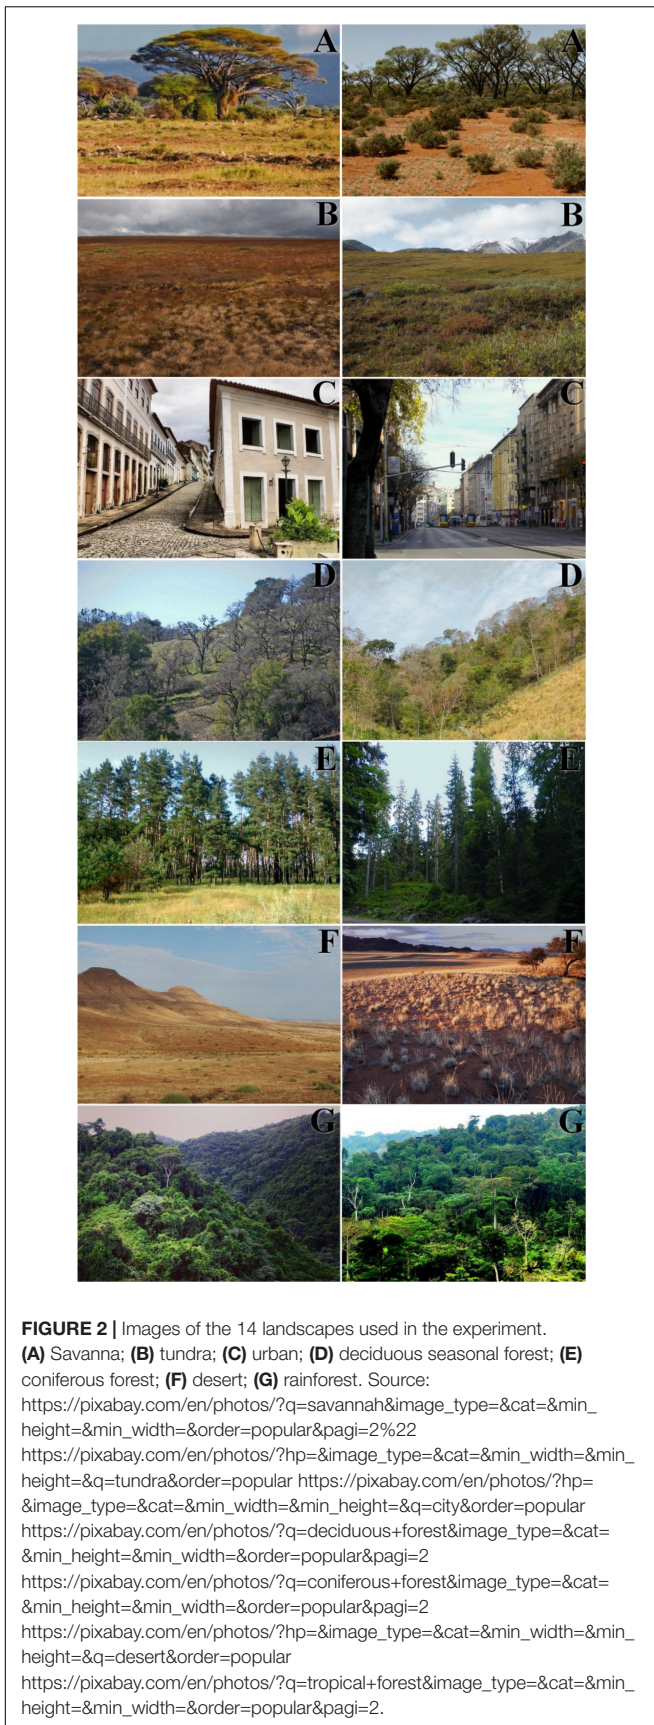 A A
B B
C C
D D
E E
F F
G G
FIGURE 2 | Images of the 14 landscapes used in the experiment.
(A) Savanna; (B) tundra; (C) urban; (D) deciduous seasonal forest; (E)
coniferous forest; (F) desert; (G) rainforest. Source:
https://pixabay.com/en/photos/?q=savannah&image_type=&cat=&min_
height=&min_width=&order=popular&pagi=2%22
https://pixabay.com/en/photos/?hp=&image_type=&cat=&min_width=&min_
height=&q=tundra&order=popular https://pixabay.com/en/photos/?hp=
&image_type=&cat=&min_width=&min_height=&q=city&order=popular
https://pixabay.com/en/photos/?q=deciduous+forest&image_type=&cat=
&min_height=&min_width=&order=popular&pagi=2
https://pixabay.com/en/photos/?q=coniferous+forest&image_type=&cat=
&min_height=&min_width=&order=popular&pagi=2
https://pixabay.com/en/photos/?hp=&image_type=&cat=&min_width=&min_
height=&q=desert&order=popular
https://pixabay.com/en/photos/?q=tropical+forest&image_type=&cat=&min_
height=&min_width=&order=popular&pagi=2.